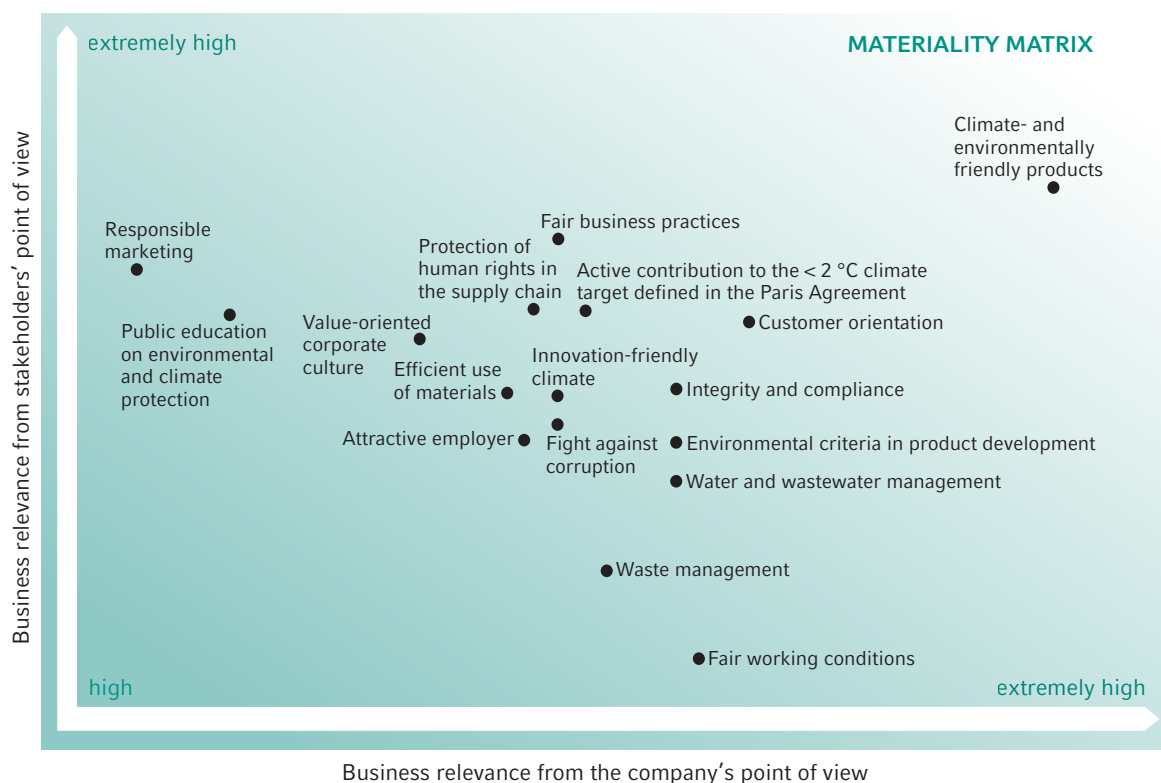 extremely high
MATERIALITY MATRIX
Climate- and
environmentally
friendly products
Fair business practices
Responsible
marketing
Protection of
human rights in
the supply chain
Active contribution to the < 2 °C climate
target defined in the Paris Agreement
Public education
on environmental
and climate
protection
Value-oriented
corporate
culture
Customer orientation
Efficient use
of materials
Innovation-friendly
climate
Integrity and compliance
Attractive employer
Fight against
corruption
Environmental criteria in product development
Water and wastewater management
Waste management
Fair working conditions
high
extremely high
Business relevance from stakeholders’ point of view
Business relevance from the company’s point of view